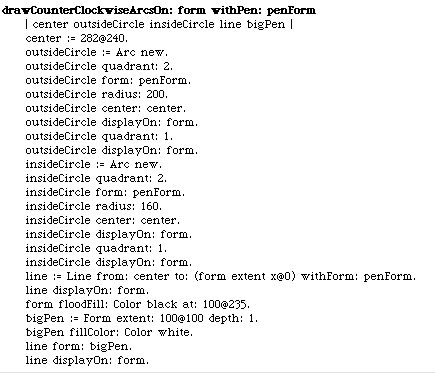 drawCounterClockwiseArcsOn: form withPen: penForm
| center outsideCircle insideCircle line bigPen |
center := 282@240.
outsideCircle := Arc new.
outsideCircle quadrant: 2.
outsideCircle form: penForm.
outsideCircle radius: 200.
outsideCircle center: center.
outsideCircle displayOn: form.
outsideCircle quadrant: 1.
outsideCircle displayOn: form.
insideCircle := Arc new.
insideCircle quadrant: 2.
insideCircle form: penForm.
insideCircle radius: 160.
insideCircle center: center.
insideCircle displayOn: form.
insideCircle quadrant: 1.
insideCircle displayOn: form.
line := Line from: center to: (form extent x@0) withForm: penForm.
line displayOn: form.
form floodFill: Color black at: 100@235.
bigPen := Form extent: 100@100 depth: 1.
bigPen fillColor: Color white.
line form: bigPen.
line displayOn: form.